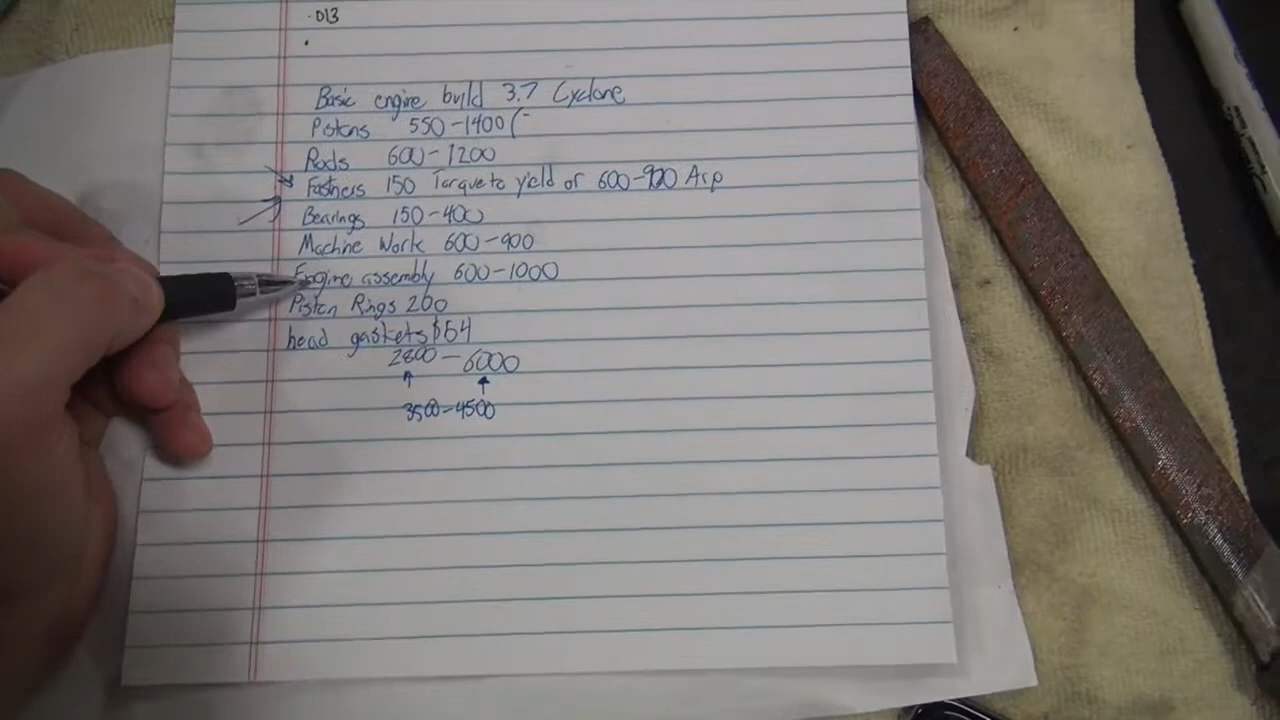 .013
.
Basic engine build 3.7 Cyclone
Pistons 550-1400(-
Rods 600-1200
Fastners 150 Torque to yield or 600-900 Arp
Bearings 150-400
Machine work 600-900
Engine assembly 600-1000
Piston Rings 200
head gaskets $64
2800-6000
3500-4500